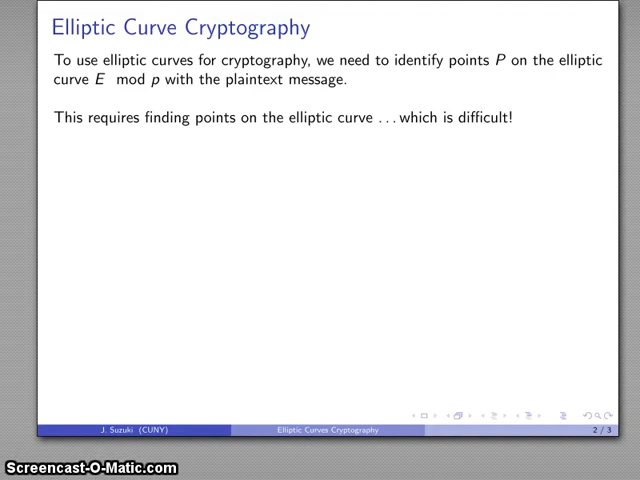 Elliptic Curve Cryptography
To use elliptic curves for cryptography, we need to identify points P on the elliptic
curve E mod p with the plaintext message.
This requires finding points on the elliptic curve ...which is difficult!
J. Suzuki (CUNY)
Elliptic Curves Cryptography
2 / 3
Screencast-O-Matic.com